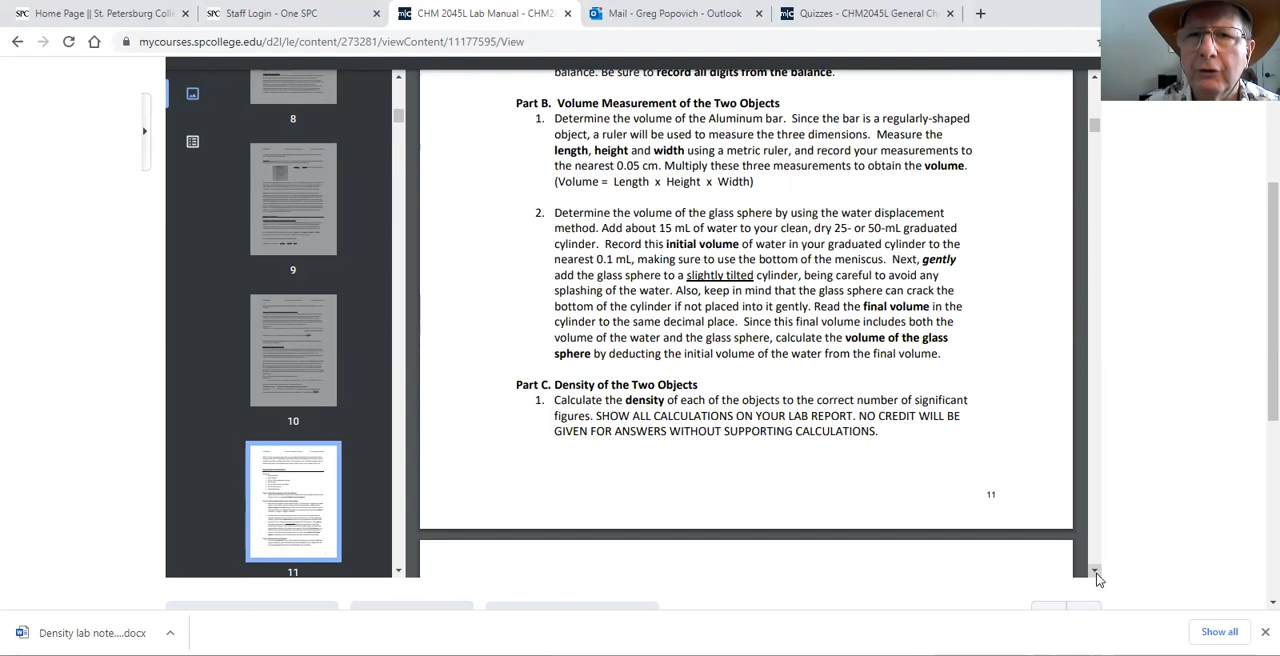 SPC Home Page || St. Petersburg Coll
SPC Staff Login - One SPC
CHM 2045L Lab Manual - CHM2
Mail - Greg Popovich - Outlook
Quizzes - CHM2045L General Ch
mycourses.spcollege.edu/d2l/le/content/273281/viewContent/11177595/View
8
9
10
11
balance. Be sure to record all digits from the balance.
Part B. Volume Measurement of the Two Objects
1. Determine the volume of the Aluminum bar. Since the bar is a regularly-shaped
object, a ruler will be used to measure the three dimensions. Measure the
length, height and width using a metric ruler, and record your measurements to
the nearest 0.05 cm. Multiply these three measurements to obtain the volume.
(Volume = Length x Height x Width)
2. Determine the volume of the glass sphere by using the water displacement
method. Add about 15 mL of water to your clean, dry 25- or 50-mL graduated
cylinder. Record this initial volume of water in your graduated cylinder to the
nearest 0.1 mL, making sure to use the bottom of the meniscus. Next, gently
add the glass sphere to a slightly tilted cylinder, being careful to avoid any
splashing of the water. Also, keep in mind that the glass sphere can crack the
bottom of the cylinder if not placed into it gently. Read the final volume in the
cylinder to the same decimal place. Since this final volume includes both the
volume of the water and the glass sphere, calculate the volume of the glass
sphere by deducting the initial volume of the water from the final volume.
Part C. Density of the Two Objects
1. Calculate the density of each of the objects to the correct number of significant
figures. SHOW ALL CALCULATIONS ON YOUR LAB REPORT. NO CREDIT WILL BE
GIVEN FOR ANSWERS WITHOUT SUPPORTING CALCULATIONS.
11
Density lab note....docx
Show all